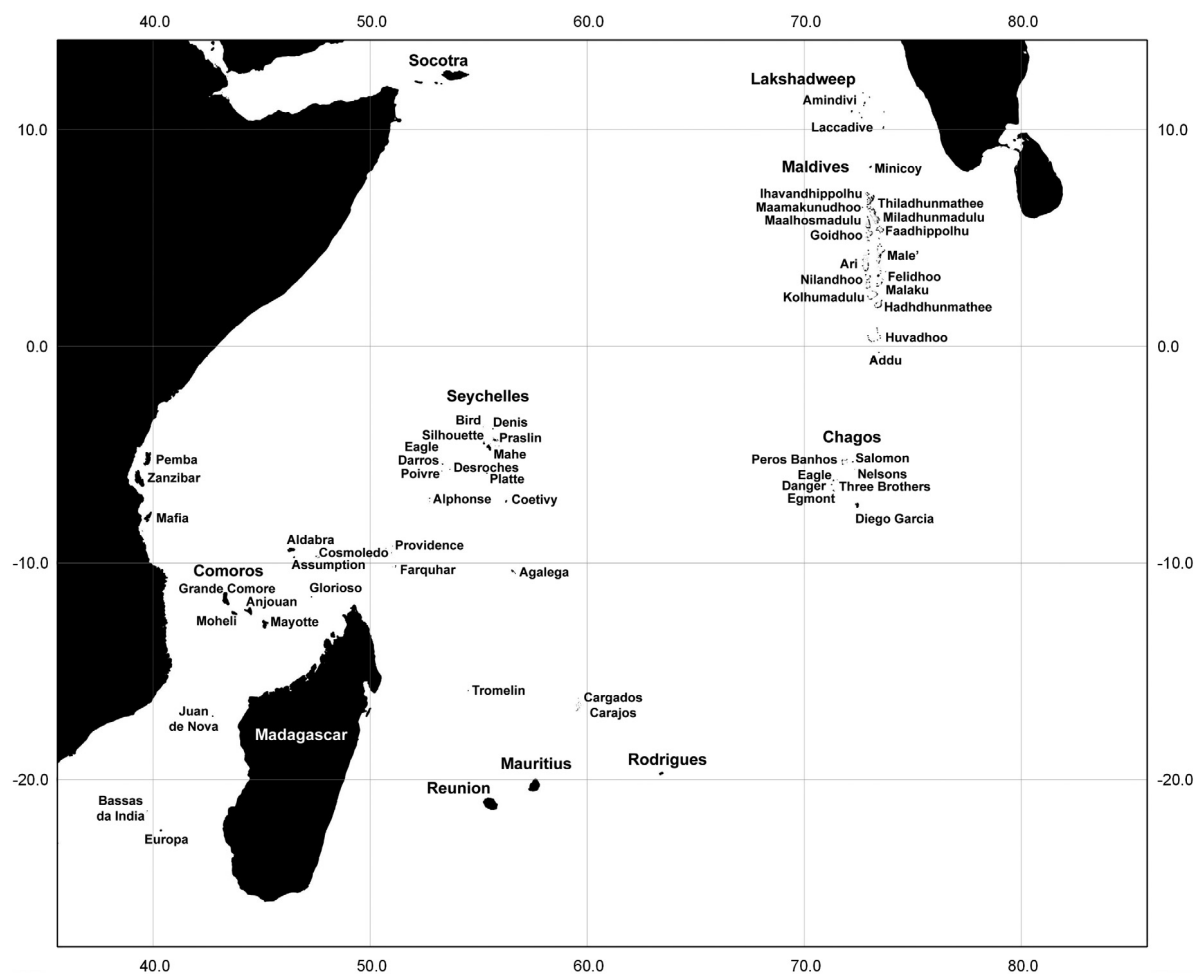 40.0 50.0 60.0 70.0 80.0
Socotra
Lakshadweep
Amindivi
Laccadive
10.0 10.0
Maldives
Minicoy
Ihavandhippolhu
Thiladhunmathee
Maamakunudhoo
Miladhunmadulu
Maalhosmadulu
Faadhippolhu
Goidhoo
Male’
Ari
Felidhoo
Nilandhoo
Malaku
Kolhumadulu
Hadhdhunmathee
Huvadhoo
0.0 0.0
Addu
Seychelles
Bird Denis
Silhouette Praslin
Eagle
Mahe
Darros
Desroches
Poivre
Platte
Alphonse Coetivy
Chagos
Peros Banhos Salomon
Eagle Nelsons
Danger Three Brothers
Egmont
Diego Garcia
Pemba
Zanzibar
Mafia
Aldabra
Cosmoledo
Providence
Assumption
Farquhar
Agalega
-10.0 -10.0
Comoros
Grande Comore
Glorioso
Anjouan
Moheli
Mayotte
Tromelin
Cargados
Carajos
Juan
de Nova
Madagascar
Mauritius
Rodrigues
Reunion
-20.0 -20.0
Bassas
da India
Europa
40.0 50.0 60.0 70.0 80.0